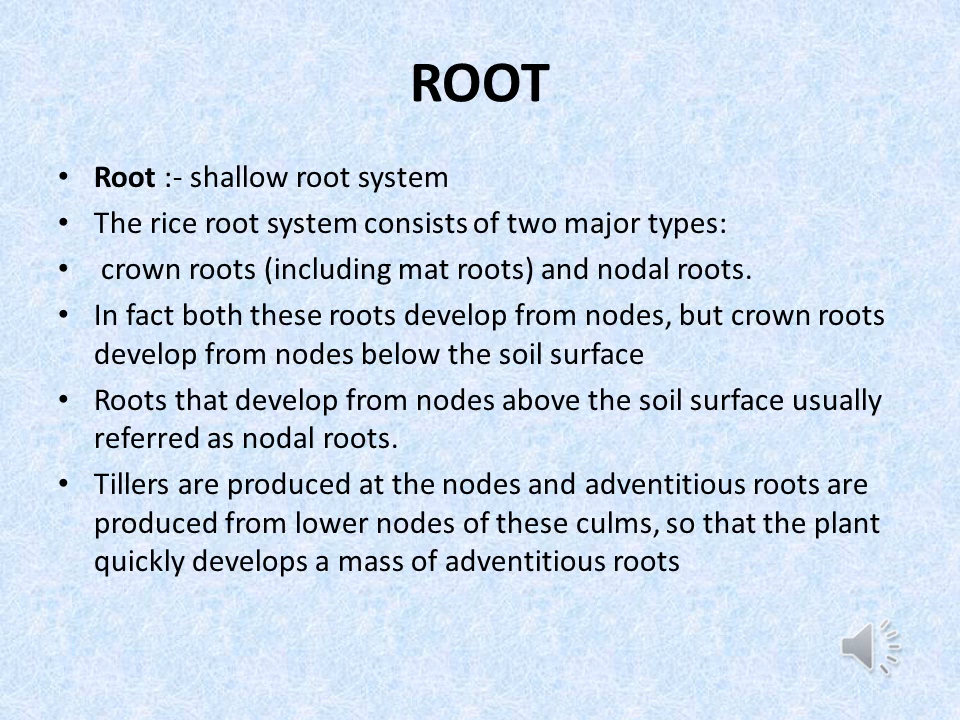 ROOT
• Root :- shallow root system
• The rice root system consists of two major types:
• crown roots (including mat roots) and nodal roots.
• In fact both these roots develop from nodes, but crown roots
develop from nodes below the soil surface
• Roots that develop from nodes above the soil surface usually
referred as nodal roots.
• Tillers are produced at the nodes and adventitious roots are
produced from lower nodes of these culms, so that the plant
quickly develops a mass of adventitious roots